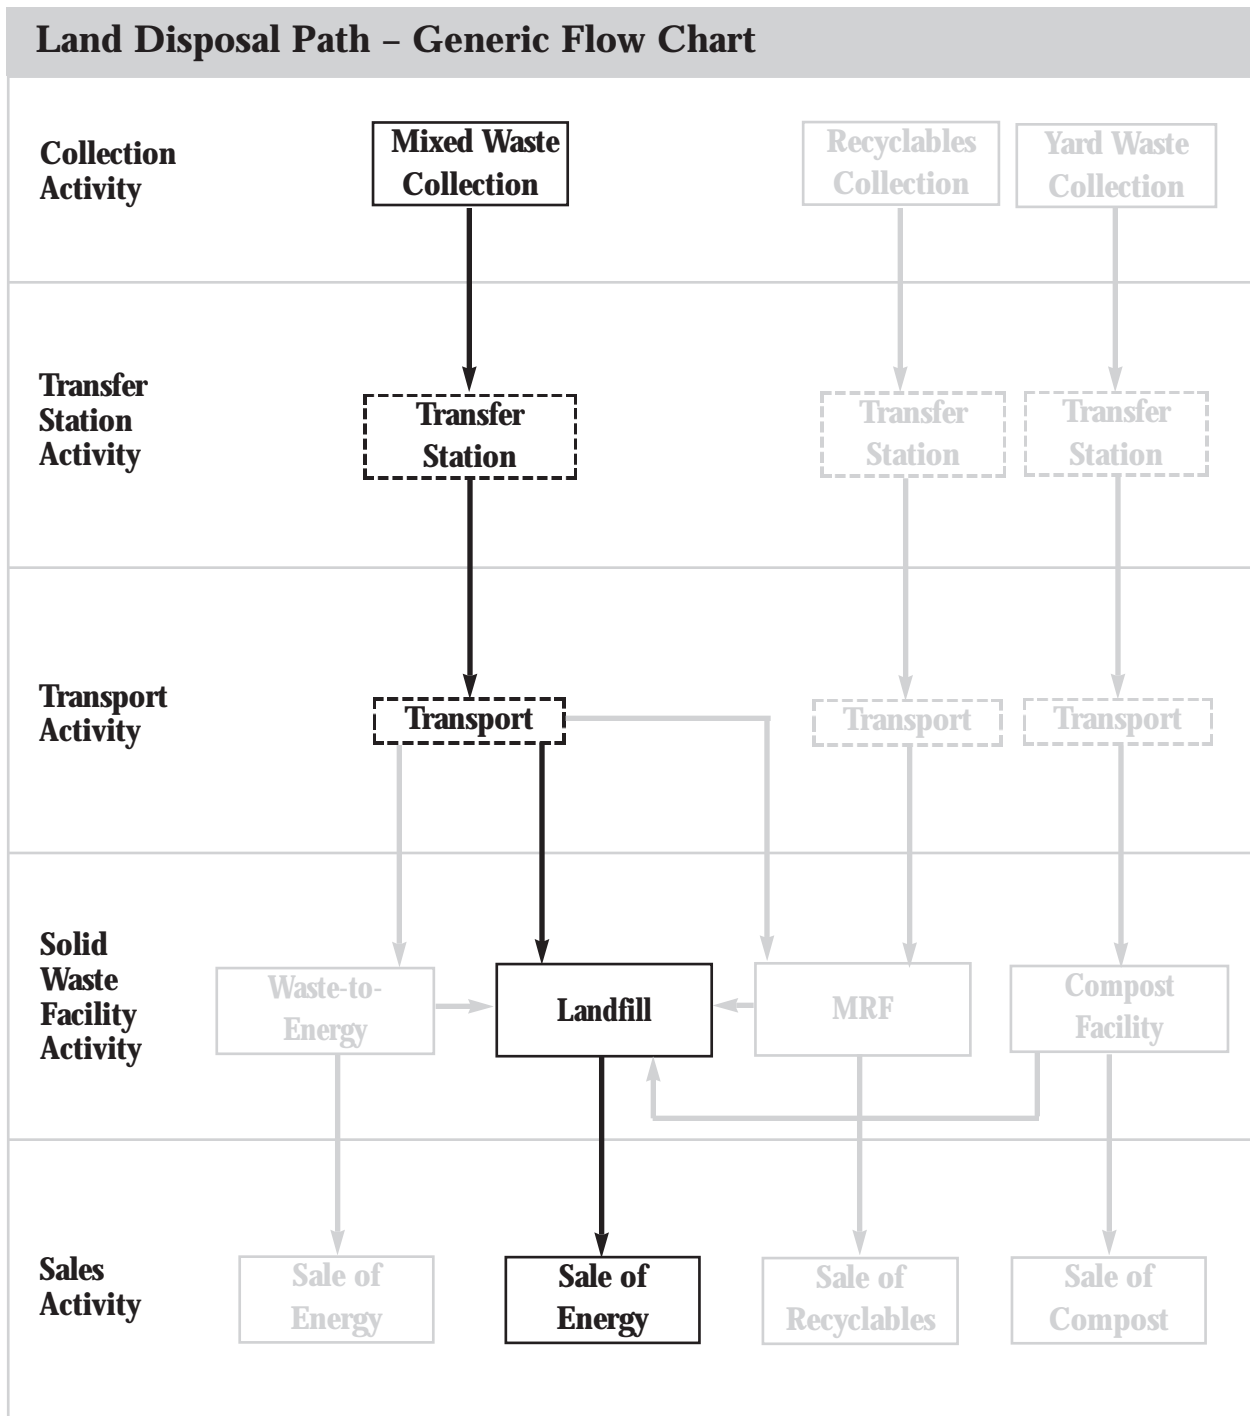 Land Disposal Path – Generic Flow Chart
Collection
Activity
Mixed Waste
Collection
Recyclables
Collection
Yard Waste
Collection
Transfer
Station
Activity
Transfer
Station
Transfer
Station
Transfer
Station
Transport
Activity
Transport
Transport
Transport
Solid
Waste
Facility
Activity
Waste-to-
Energy
Landfill
MRF
Compost
Facility
Sales
Activity
Sale of
Energy
Sale of
Energy
Sale of
Recyclables
Sale of
Compost